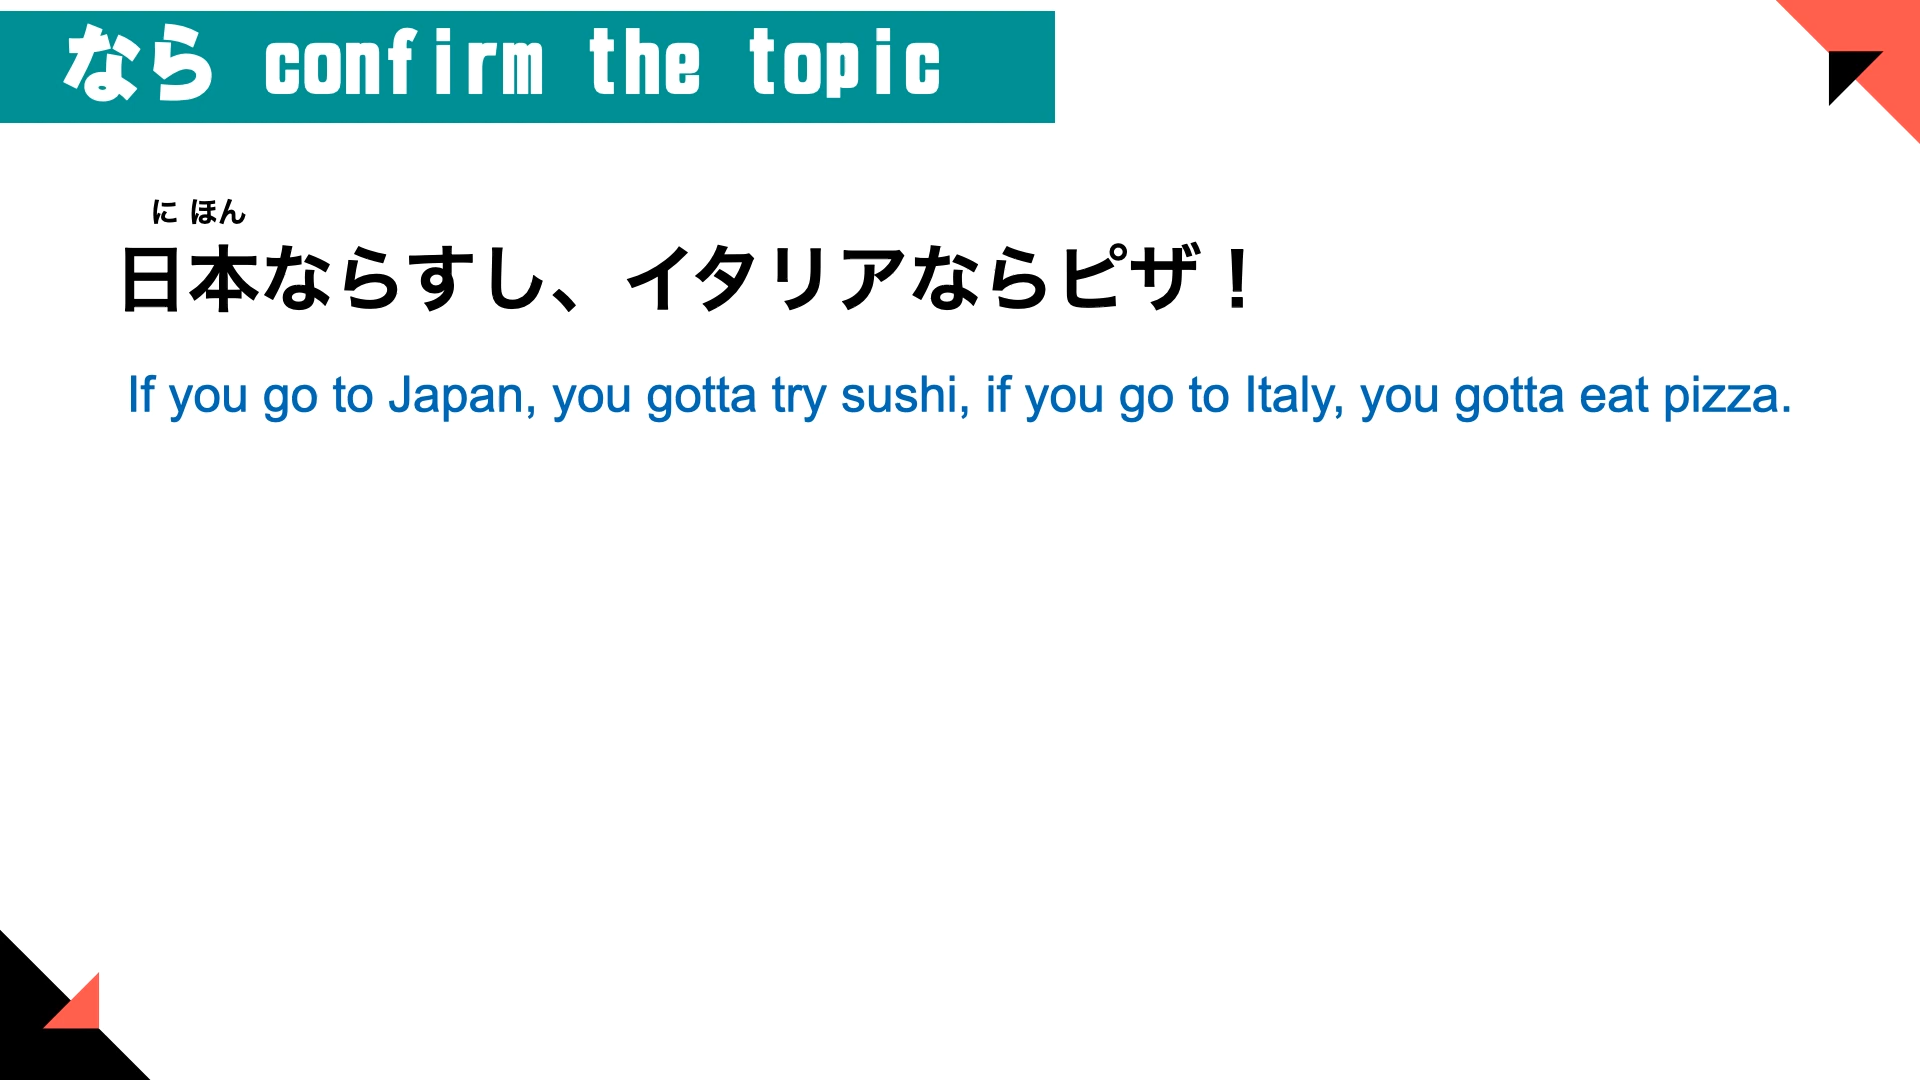 なら confirm the topic
に ほん
日本ならすし、イタリアならピザ！
If you go to Japan, you gotta try sushi, if you go to Italy, you gotta eat pizza.